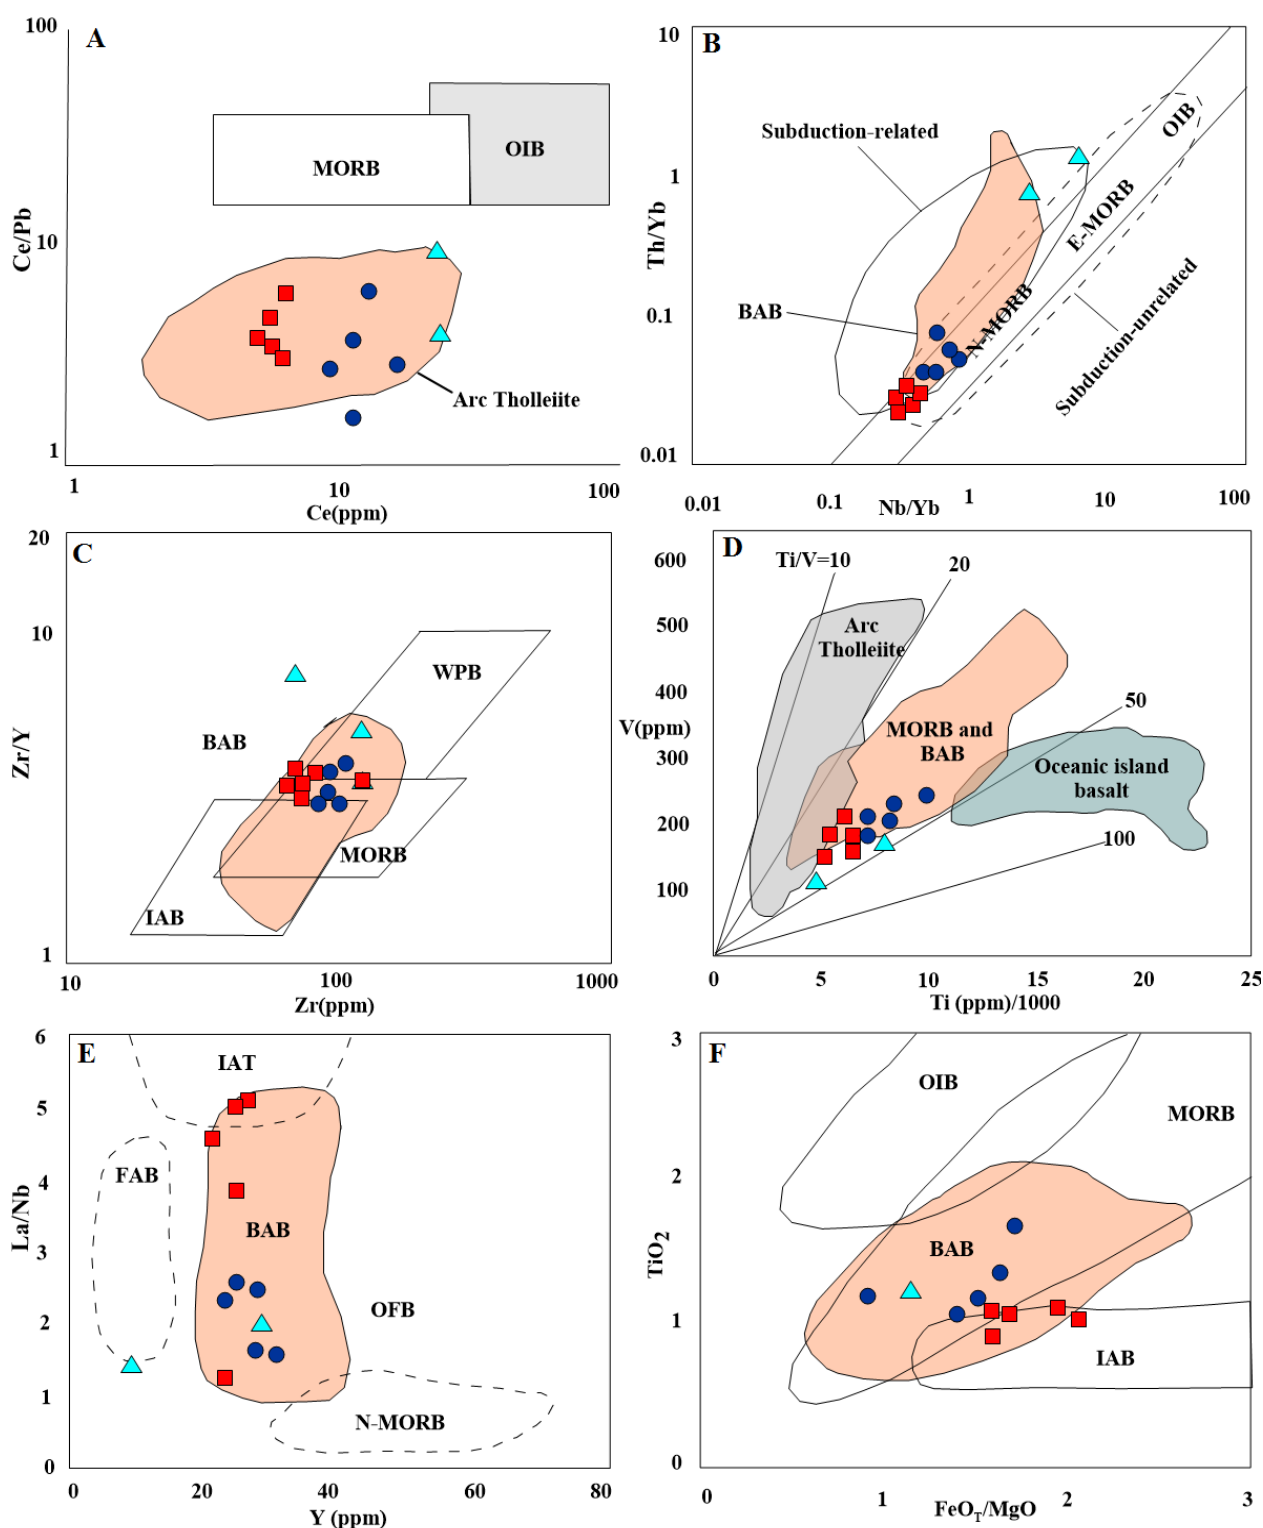 A
100
10
1
Ce/Pb
MORB
OIB
Arc Tholleiite
1
10
100
Ce(ppm)
B
10
1
0.1
0.01
Th/Yb
Subduction-related
OIB
E-MORB
N-MORB
BAB
Subduction-unrelated
0.01
0.1
1
10
100
Nb/Yb
C
20
10
1
Zr/Y
WPB
BAB
MORB
IAB
10
100
1000
Zr(ppm)
D
600
500
400
300
200
100
V(ppm)
Ti/V=10
20
50
100
Arc
Tholleiite
MORB and
BAB
Oceanic island
basalt
0
5
10
15
20
25
Ti (ppm)/1000
E
6
5
4
3
2
1
0
La/Nb
IAT
FAB
BAB
OFB
N-MORB
0
20
40
60
80
Y (ppm)
F
3
2
1
0
TiO2
OIB
MORB
BAB
IAB
0
1
2
3
FeOT/MgO